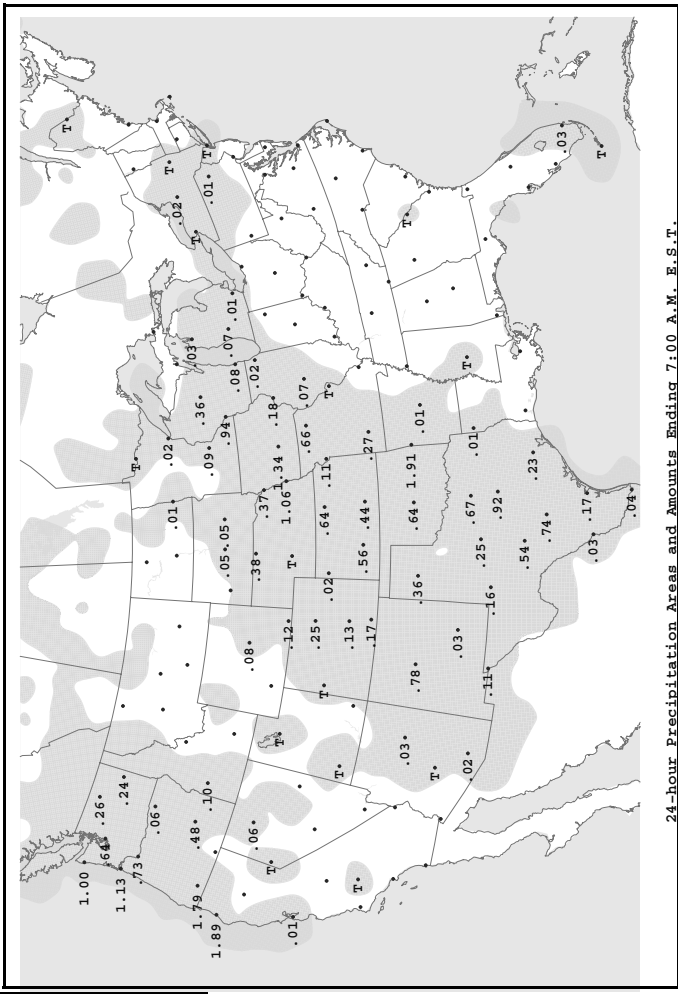 T
1.00
.64 .26
1.13 .24
.73 T
.06 .02 T
.01 .02
.48 .03 T
1.79 .36 T
.10 .09 .01
1.89 .05 .05 .94 .07
.01
.08 .08
.06 .38 .02
T .37 .18
T 1.34
.12 1.06
.01 T
.66 .07
.25
T .02 .64 .11 T
T .13
T .17 .56 .44 .27
.03 1.91 T
.78 .36 .64 .01
T
.02 .03 T
.67 .01
.11 .16 .25
.92
.54 .23
.74
.03
.03 .17
.04 T
24-hour Precipitation Areas and Amounts Ending 7:00 A.M. E.S.T.